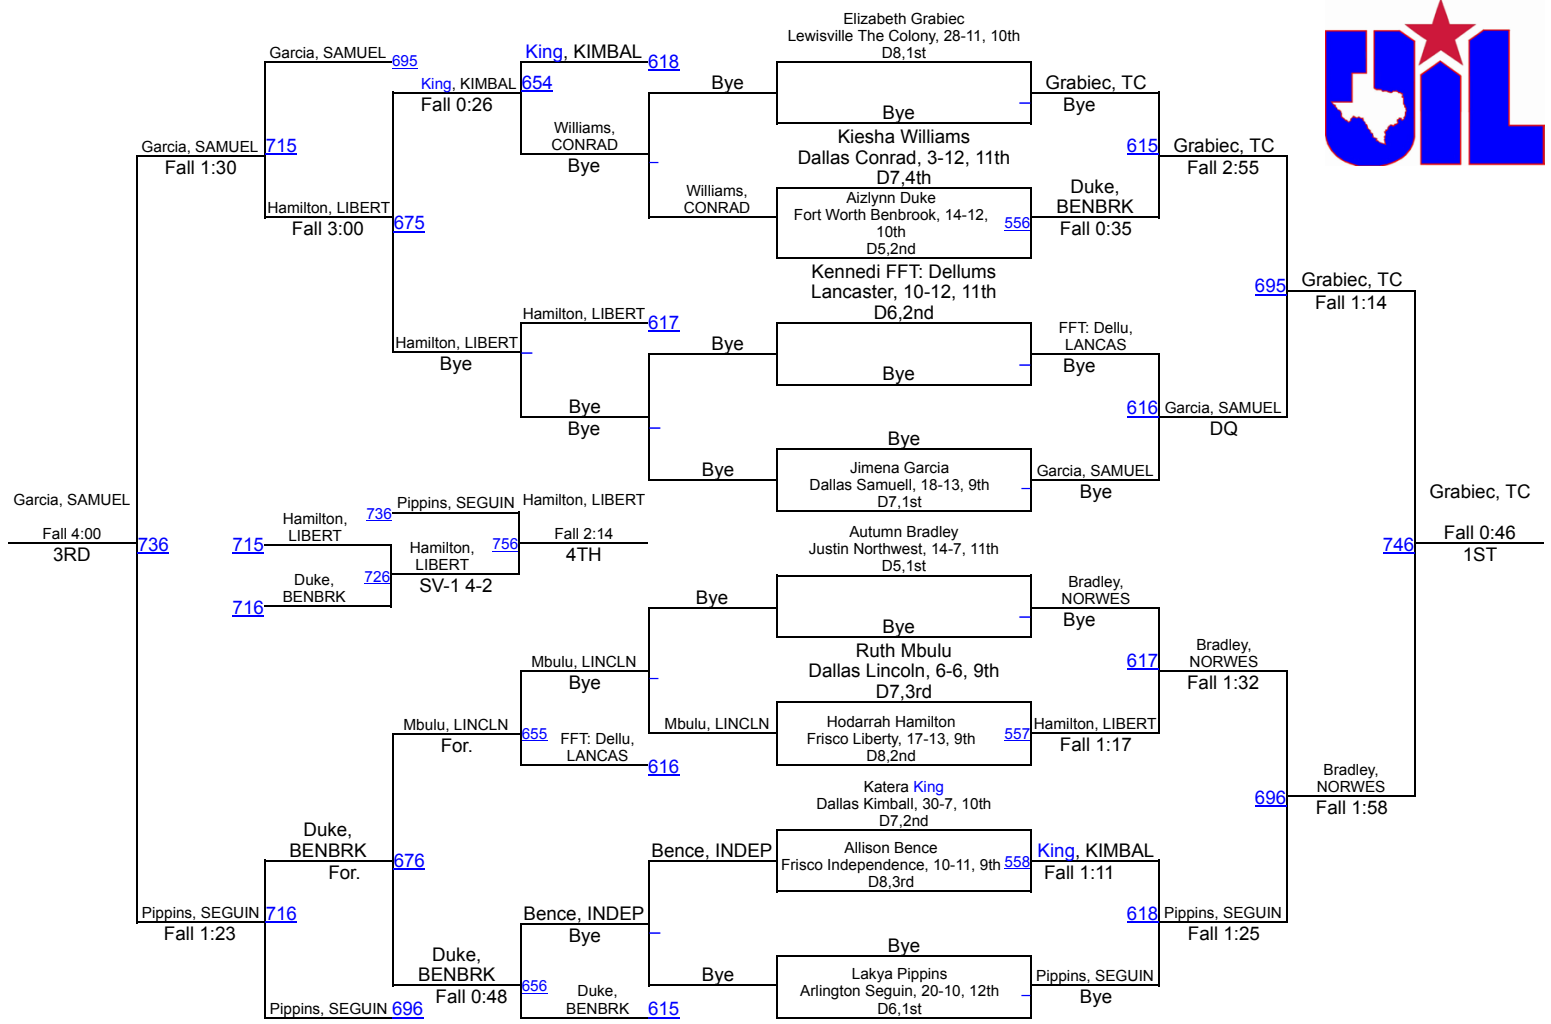 Elizabeth Grabiec
Lewisville The Colony, 28-11, 10th
D8,1st
UIL
Garcia, SAMUEL
695
King, KIMBAL
618
King, KIMBAL
654
Fall 0:26
Bye
Grabiec, TC
Bye
Bye
Williams,
CONRAD
Bye
Kiesha Williams
Dallas Conrad, 3-12, 11th
D7,4th
615
Grabiec, TC
Fall 2:55
Garcia, SAMUEL
715
Fall 1:30
Williams,
CONRAD
Aizlynn Duke
Fort Worth Benbrook, 14-12,
10th
D5,2nd
556
Duke,
BENBRK
Fall 0:35
Hamilton, LIBERT
Fall 3:00
675
Kennedi FFT: Dellums
Lancaster, 10-12, 11th
D6,2nd
695
Grabiec, TC
Fall 1:14
Hamilton, LIBERT
617
Hamilton, LIBERT
Bye
Bye
FFT: Dellu,
LANCAS
Bye
Bye
Bye
Bye
616
Garcia, SAMUEL
DQ
Bye
Bye
Jimena Garcia
Dallas Samuell, 18-13, 9th
D7,1st
Garcia, SAMUEL
Bye
Garcia, SAMUEL
Fall 4:00
3RD
736
736
Pippins, SEGUIN
Hamilton, LIBERT
715
Hamilton,
LIBERT
Hamilton,
LIBERT
756
Fall 2:14
4TH
726
SV-1 4-2
716
Duke,
BENBRK
Autumn Bradley
Justin Northwest, 14-7, 11th
D5,1st
Grabiec, TC
746
Fall 0:46
1ST
Bye
Bradley,
NORWES
Bye
Bye
Mbulu, LINCLN
Bye
Ruth Mbulu
Dallas Lincoln, 6-6, 9th
D7,3rd
617
Bradley,
NORWES
Fall 1:32
Mbulu, LINCLN
For.
655
FFT: Dellu,
LANCAS
616
Mbulu, LINCLN
Hodarrah Hamilton
Frisco Liberty, 17-13, 9th
D8,2nd
557
Hamilton, LIBERT
Fall 1:17
Katera King
Dallas Kimball, 30-7, 10th
D7,2nd
696
Bradley,
NORWES
Fall 1:58
Duke,
BENBRK
For.
676
Bence, INDEP
Allison Bence
Frisco Independence, 10-11, 9th
D8,3rd
558
King, KIMBAL
Fall 1:11
Pippins, SEGUIN
716
Fall 1:23
Bence, INDEP
Bye
618
Pippins, SEGUIN
Fall 1:25
Duke,
BENBRK
Fall 0:48
656
Duke,
BENBRK
615
Bye
Bye
Lakya Pippins
Arlington Seguin, 20-10, 12th
D6,1st
Pippins, SEGUIN
Bye
Pippins, SEGUIN
696